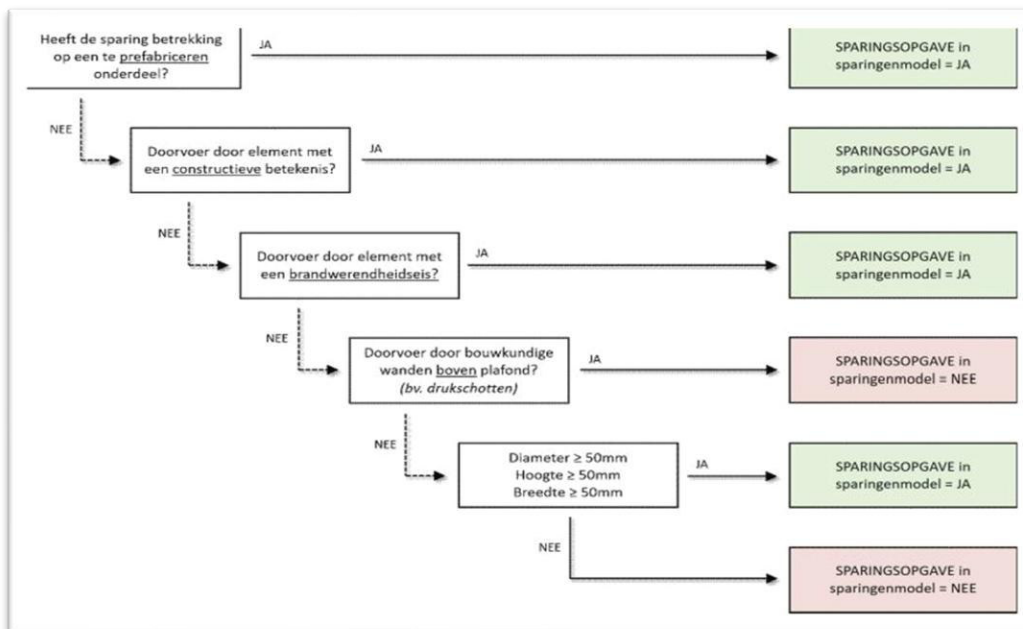 Heeft de sparing betrekking
op een te prefabriceren
onderdeel?
JA
SPARINGSOPGAVE in
sparingenmodel = JA
NEE
Doorvoer door element met
een constructieve betekenis?
JA
SPARINGSOPGAVE in
sparingenmodel = JA
NEE
Doorvoer door element met
een brandwerendheidseis?
JA
SPARINGSOPGAVE in
sparingenmodel = JA
NEE
Doorvoer door bouwkundige
wanden boven plafond?
(bv. drukschotten)
JA
SPARINGSOPGAVE in
sparingenmodel = NEE
NEE
Diameter ≥ 50mm
Hoogte ≥ 50mm
Breedte ≥ 50mm
JA
SPARINGSOPGAVE in
sparingenmodel = JA
NEE
SPARINGSOPGAVE in
sparingenmodel = NEE